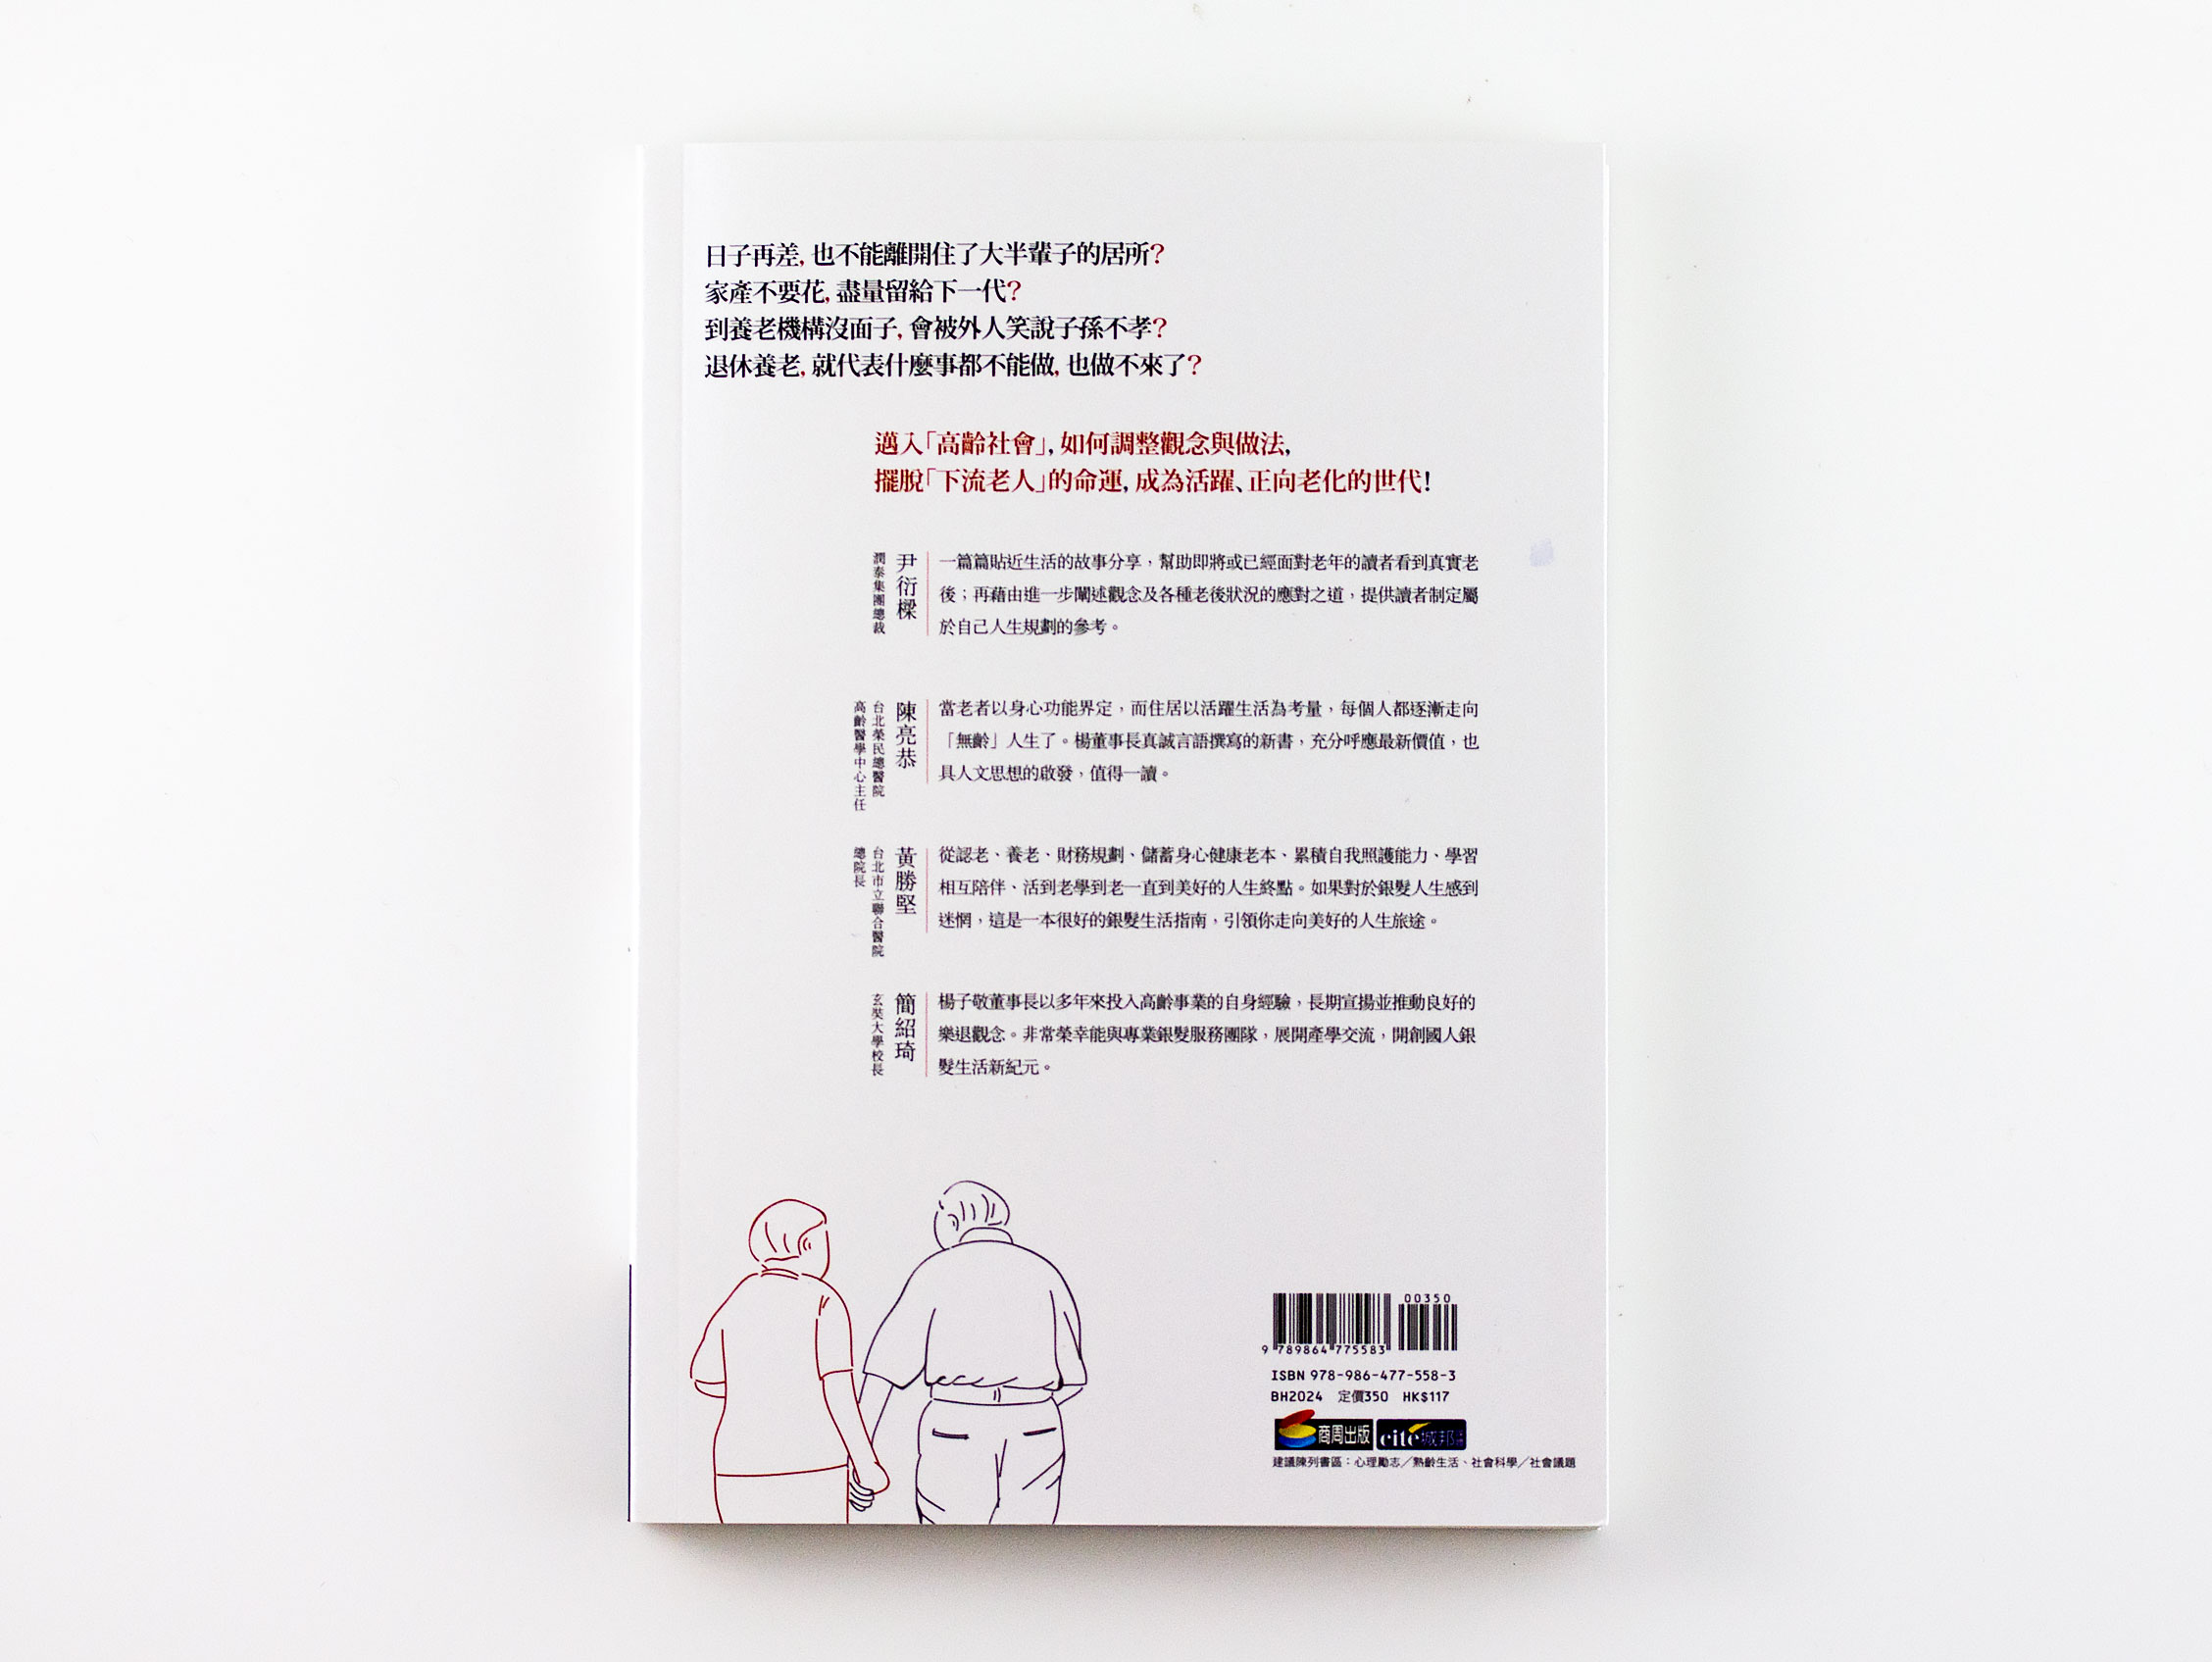 日子再差, 也不能離開住了大半輩子的居所?
家產不要花, 盡量留給下一代?
到養老機構沒面子, 會被外人笑說子孫不孝?
退休養老, 就代表什麼事都不能做, 也做不來了?
邁入「高齡社會」, 如何調整觀念與做法,
擺脫「下流老人」的命運, 成為活躍、正向老化的世代!
尹衍樑
潤泰集團總裁
一篇篇貼近生活的故事分享，幫助即將或已經面對老年的讀者看到真實老
後；再藉由進一步闡述觀念及各種老後狀況的應對之道，提供讀者制定屬
於自己人生規劃的參考。
陳亮恭
台北榮民總醫院
高齡醫學中心主任
當老者以身心功能界定，而住居以活躍生活為考量，每個人都逐漸走向
「無齡」人生了。楊董事長真誠言語撰寫的新書，充分呼應最新價值，也
具人文思想的啟發，值得一讀。
黃勝堅
台北市立聯合醫院
總院長
從認老、養老、財務規劃、儲蓄身心健康老本、累積自我照護能力、學習
相互陪伴、活到老學到老一直到美好的人生終點。如果對於銀髮人生感到
迷惘，這是一本很好的銀髮生活指南，引領你走向美好的人生旅途。
簡紹琦
玄奘大學校長
楊子敬董事長以多年來投入高齡事業的自身經驗，長期宣揚並推動良好的
樂退觀念。非常榮幸能與專業銀髮服務團隊，展開產學交流，開創國人銀
髮生活新紀元。
00350
9 789864 775583
ISBN 978-986-477-558-3
BH2024 定價350 HK$117
商周出版 cité城邦
建議陳列書區：心理勵志／熟齡生活、社會科學／社會議題